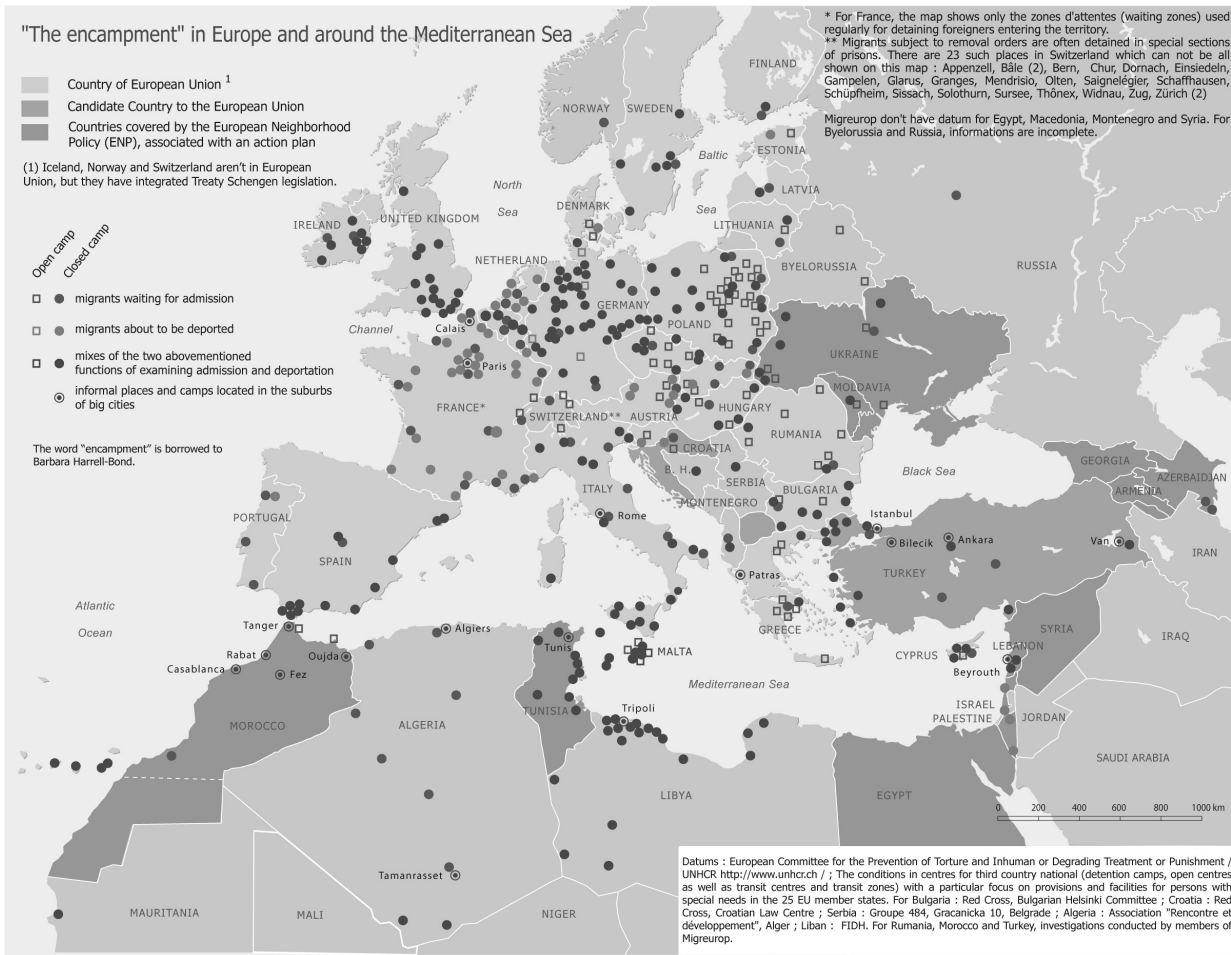 "The encampment" in Europe and around the Mediterranean Sea
Country of European Union 1
Candidate Country to the European Union
Countries covered by the European Neighborhood
Policy (ENP), associated with an action plan
(1) Iceland, Norway and Switzerland aren't in European
Union, but they have integrated Treaty Schengen legislation.
Open camp
Closed camp
migrants waiting for admission
migrants about to be deported
mixes of the two abovementioned
functions of examining admission and deportation
informal places and camps located in the suburbs
of big cities
The word "encampment" is borrowed to
Barbara Harrell-Bond.
* For France, the map shows only the zones d'attentes (waiting zones) used
regularly for detaining foreigners entering the territory.
** Migrants subject to removal orders are often detained in special sections
of prisons. There are 23 such places in Switzerland which can not be all
shown on this map : Appenzell, Bâle (2), Bern, Chur, Dornach, Einsiedeln,
Gampelen, Glarus, Granges, Mendrisio, Olten, Saignelégier, Schaffhausen,
Schüpfheim, Sissach, Solothurn, Sursee, Thônex, Widnau, Zug, Zürich (2)
Migreurop don't have datum for Egypt, Macedonia, Montenegro and Syria. For
Byelorussia and Russia, informations are incomplete.
FINLAND
NORWAY
SWEDEN
ESTONIA
Baltic
Sea
LATVIA
North
Sea
DENMARK
IRELAND
UNITED KINGDOM
LITHUANIA
NETHERLAND
BYELORUSSIA
RUSSIA
GERMANY
POLAND
Channel
Calais
Paris
UKRAINE
MOLDAVIA
FRANCE*
SWITZERLAND**
AUSTRIA
HUNGARY
RUMANIA
CROATIA
B. H.
SERBIA
Black Sea
GEORGIA
AZERBAIDJAN
ARMENIA
ITALY
MONTENEGRO
BULGARIA
PORTUGAL
Rome
Istanbul
Bilecik
Ankara
Van
IRAN
SPAIN
Patras
TURKEY
Atlantic
Ocean
Tanger
Algiers
Tunis
GREECE
SYRIA
IRAQ
Rabat
Oujda
MALTA
CYPRUS
LEBANON
Casablanca
Fez
Beyrouth
Mediterranean Sea
MOROCCO
ALGERIA
TUNISIA
Tripoli
ISRAEL
PALESTINE
JORDAN
SAUDI ARABIA
LIBYA
EGYPT
0 200 400 600 800 1000 km
Tamanrasset
MAURITANIA
MALI
NIGER
Datums : European Committee for the Prevention of Torture and Inhuman or Degrading Treatment or Punishment /
UNHCR http://www.unhcr.ch / ; The conditions in centres for third country national (detention camps, open centres
as well as transit centres and transit zones) with a particular focus on provisions and facilities for persons with
special needs in the 25 EU member states. For Bulgaria : Red Cross, Bulgarian Helsinki Committee ; Croatia : Red
Cross, Croatian Law Centre ; Serbia : Groupe 484, Gracanicka 10, Belgrade ; Algeria : Association "Rencontre et
développement", Alger ; Liban : FIDH. For Rumania, Morocco and Turkey, investigations conducted by members of
Migreurop.